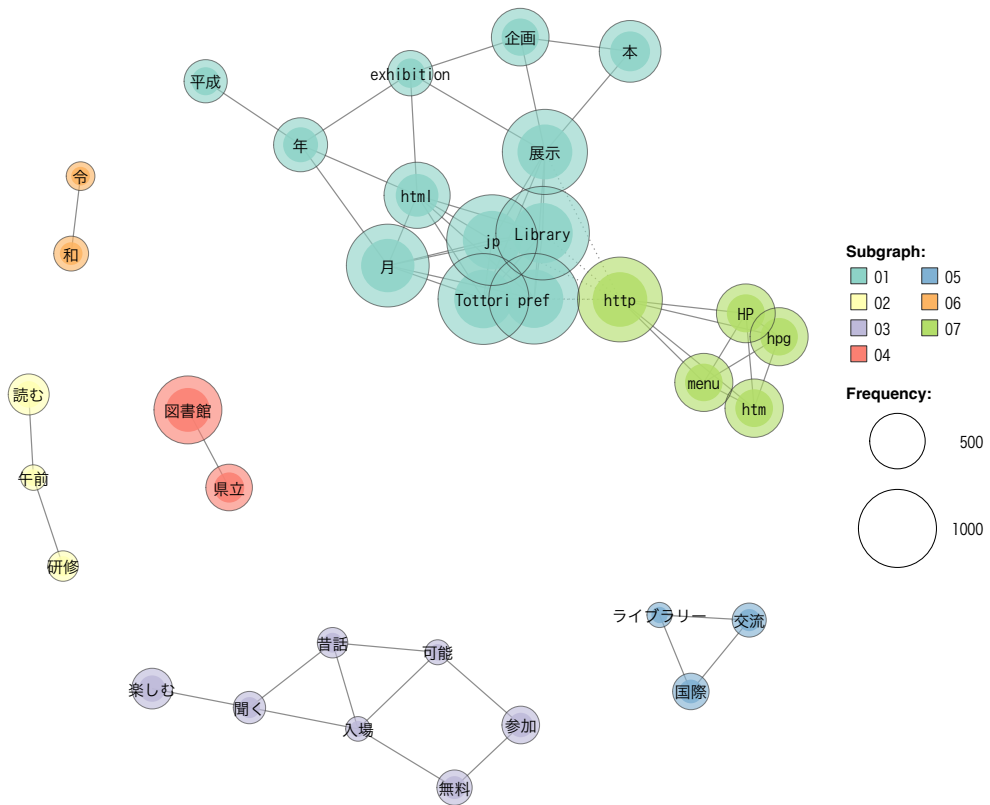 企画
本
exhibition
平成
年
展示
令
html
Library
jp
和
月
Tottori
pref
http
HP
hpg
menu
htm
読む
図書館
午前
県立
研修
ライブラリー
交流
昔話
可能
楽しむ
国際
聞く
入場
参加
無料
Subgraph:
01
05
02
06
03
07
04
Frequency:
500
1000